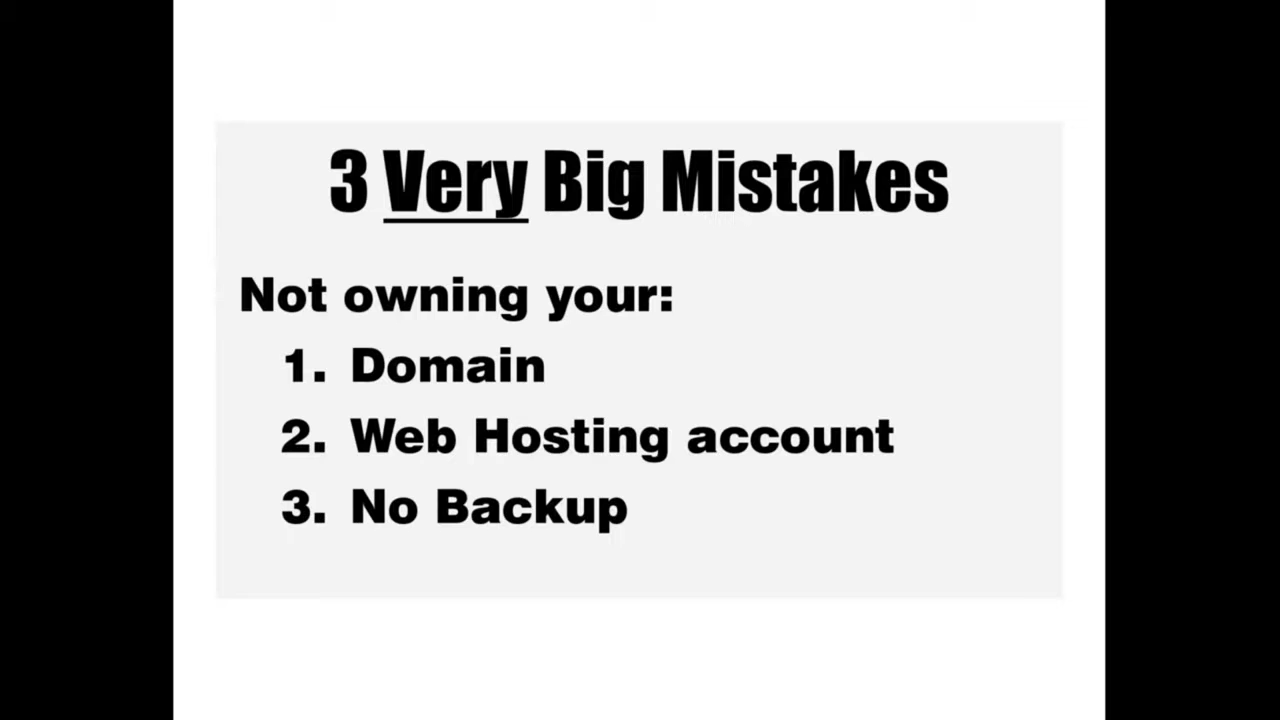 3 Very Big Mistakes
Not owning your:
1. Domain
2. Web Hosting account
3. No Backup